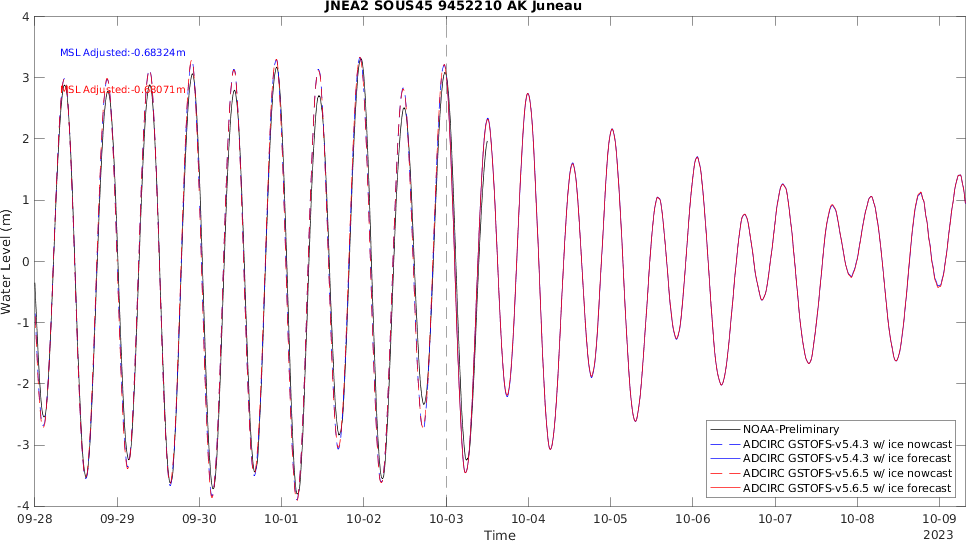 JNEA2 SOUS45 9452210 AK Juneau
4
MSL Adjusted:-0.68324m
3
MSL Adjusted:-0.68071m
2
1
0
-1
-2
-3
-4
Water Level (m)
NOAA-Preliminary
ADCIRC GSTOFS-v5.4.3 w/ ice nowcast
ADCIRC GSTOFS-v5.4.3 w/ ice forecast
ADCIRC GSTOFS-v5.6.5 w/ ice nowcast
ADCIRC GSTOFS-v5.6.5 w/ ice forecast
09-28 09-29 09-30 10-01 10-02 10-03 10-04 10-05 10-06 10-07 10-08 10-09
Time 2023